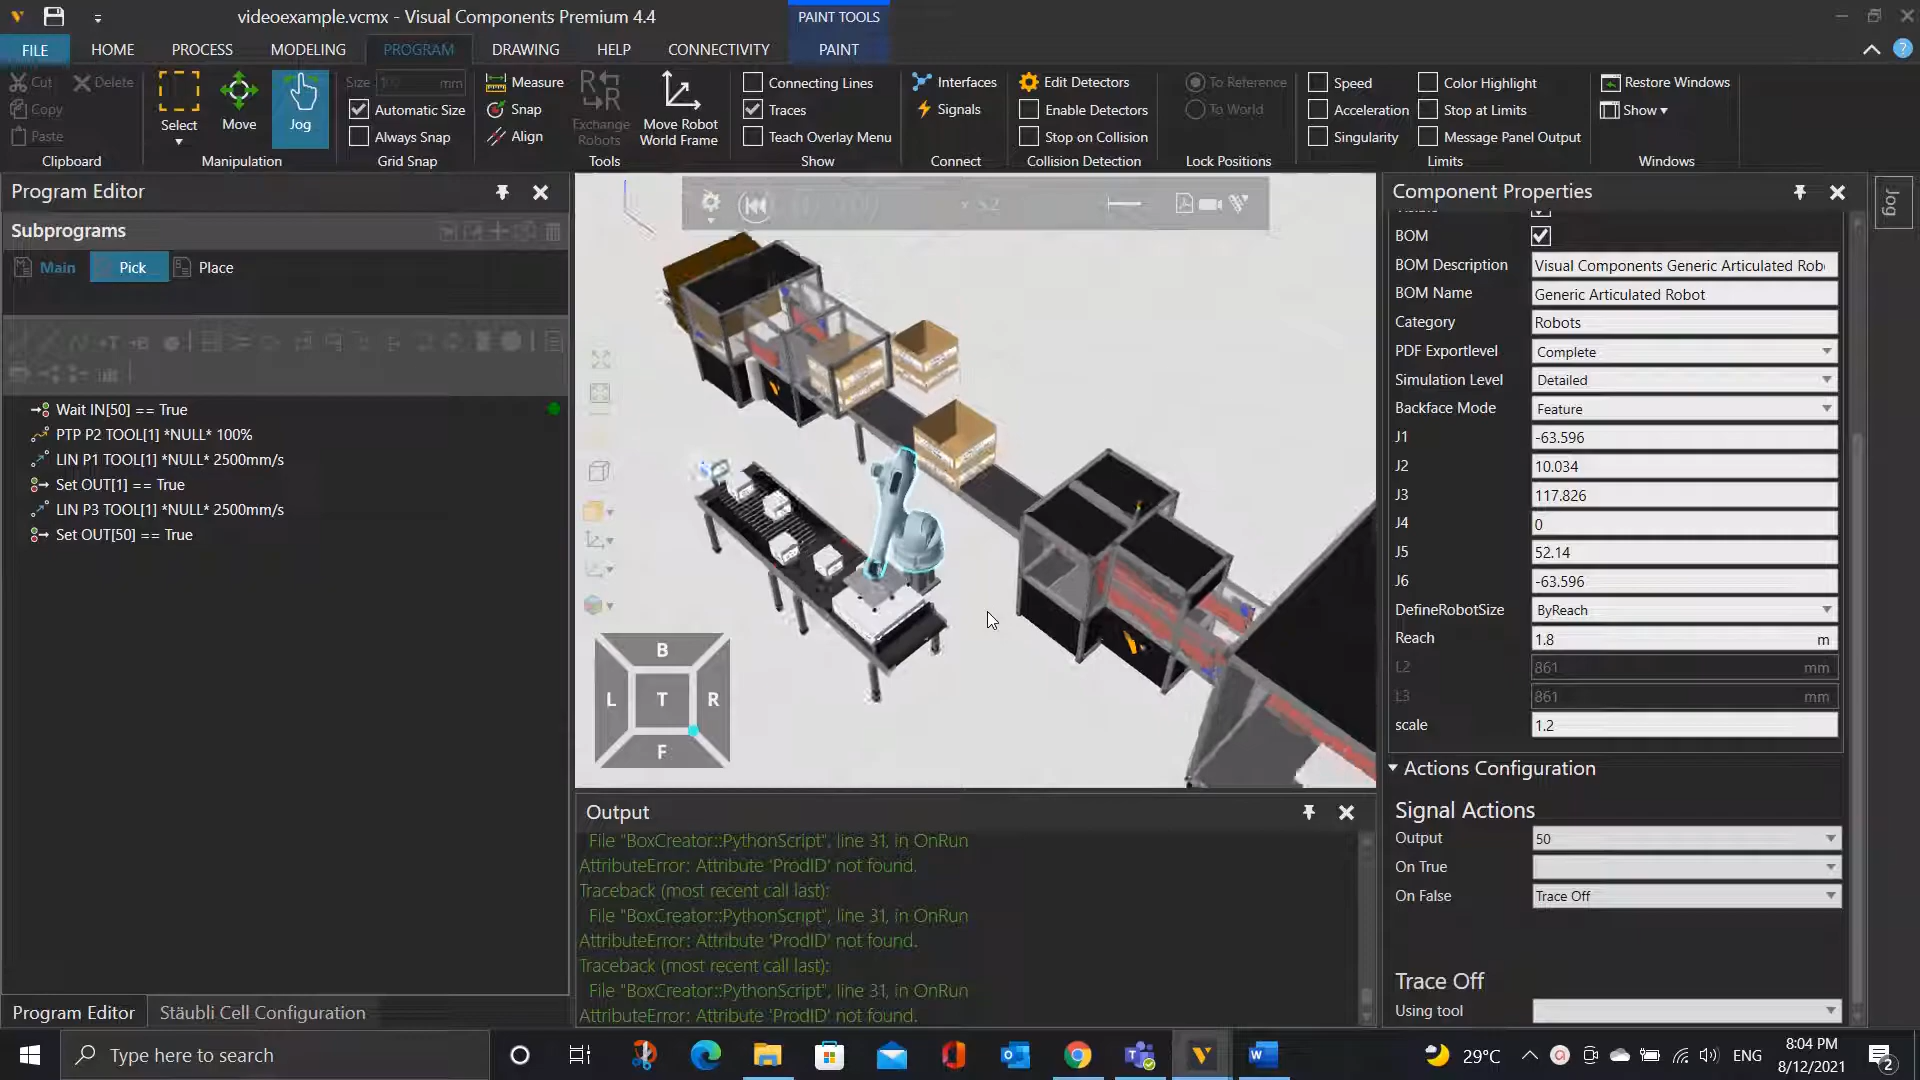 videoexample.vcmx - Visual Components Premium 4.4
PAINT TOOLS
FILE HOME PROCESS MODELING PROGRAM DRAWING HELP CONNECTIVITY PAINT
Cut Delete
Copy
Paste
Clipboard
Select Move Jog
Manipulation
Size mm
Automatic Size
Always Snap
Grid Snap
Measure
Snap
Align
Exchange Robots
Move Robot World Frame
Tools
Connecting Lines
Traces
Teach Overlay Menu
Show
Interfaces
Signals
Connect
Edit Detectors
Enable Detectors
Stop on Collision
Collision Detection
To Reference
To World
Lock Positions
Speed
Acceleration
Singularity
Color Highlight
Stop at Limits
Message Panel Output
Limits
Restore Windows
Show
Windows
Program Editor
Subprograms
Main Pick Place
Wait IN[50] == True
PTP P2 TOOL[1] *NULL* 100%
LIN P1 TOOL[1] *NULL* 2500mm/s
Set OUT[1] == True
LIN P3 TOOL[1] *NULL* 2500mm/s
Set OUT[50] == True
Program Editor Stäubli Cell Configuration
B
L T R
F
Output
File "BoxCreator::PythonScript", line 31, in OnRun
AttributeError: Attribute 'ProdID' not found.
Traceback (most recent call last):
File "BoxCreator::PythonScript", line 31, in OnRun
AttributeError: Attribute 'ProdID' not found.
Traceback (most recent call last):
File "BoxCreator::PythonScript", line 31, in OnRun
AttributeError: Attribute 'ProdID' not found.
Component Properties
Jog
BOM
BOM Description Visual Components Generic Articulated Rob
BOM Name Generic Articulated Robot
Category Robots
PDF Exportlevel Complete
Simulation Level Detailed
Backface Mode Feature
J1 -63.596
J2 10.034
J3 117.826
J4 0
J5 52.14
J6 -63.596
DefineRobotSize ByReach
Reach 1.8 m
L2 861 mm
L3 861 mm
scale 1.2
Actions Configuration
Signal Actions
Output 50
On True
On False Trace Off
Trace Off
Using tool
Type here to search
29°C
ENG
8:04 PM
8/12/2021
2